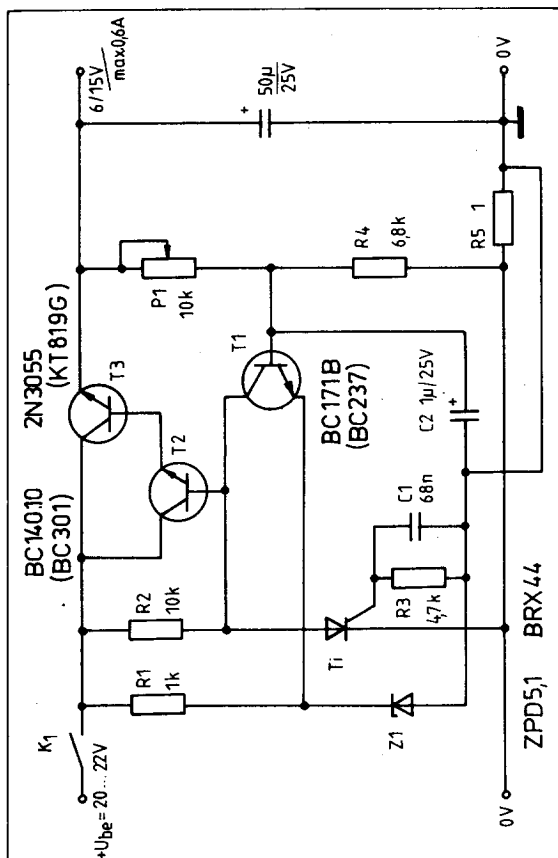 K1
+Ube=20...22V
R1
1k
R2
10k
BC140.10
(BC301)
2N3055
(KT819G)
T2
T3
6/15V/max0,6A
50µ/25V
+
P1
10k
T1
BC171B
(BC237)
R4
6,8k
R5 1
C2 1µ/25V
+
C1
68n
R3
4,7k
Ti
Z1
ZPD5,1
BRX44
0V
0V